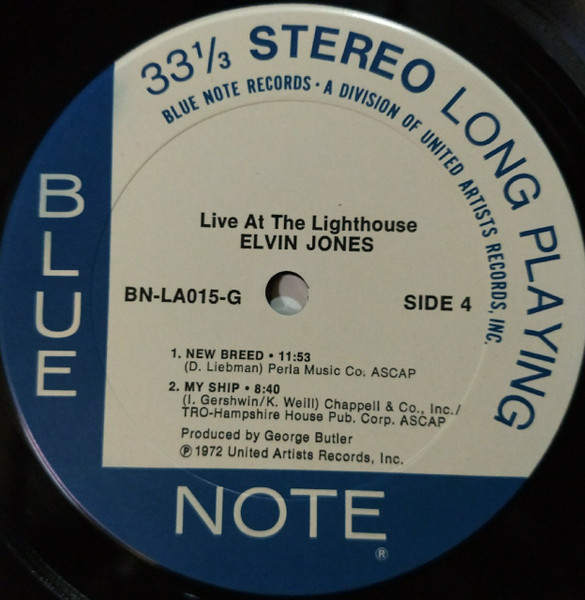 33⅓ STEREO LONG PLAYING
BLUE NOTE RECORDS • A DIVISION OF UNITED ARTISTS RECORDS, INC.
BLUE
Live At The Lighthouse
ELVIN JONES
BN-LA015-G
SIDE 4
1. NEW BREED • 11:53
(D. Liebman) Perla Music Co. ASCAP
2. MY SHIP • 8:40
(I. Gershwin/K. Weill) Chappell & Co., Inc./
TRO-Hampshire House Pub. Corp. ASCAP
Produced by George Butler
℗ 1972 United Artists Records, Inc.
NOTE
®